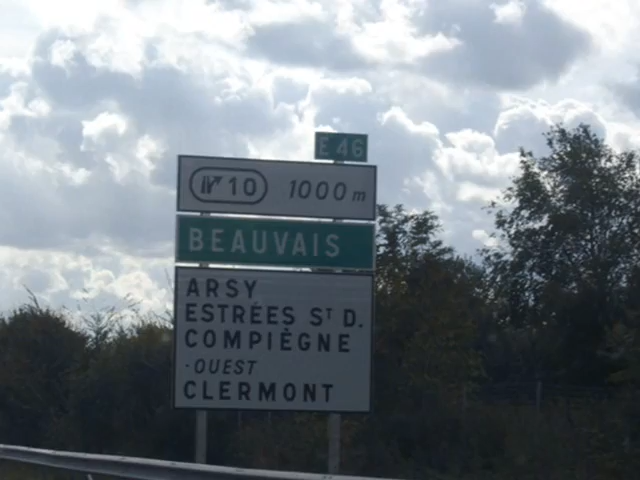 E 46
10 1000 m
BEAUVAIS
ARSY
ESTRÉES ST D.
COMPIÈGNE
-OUEST
CLERMONT